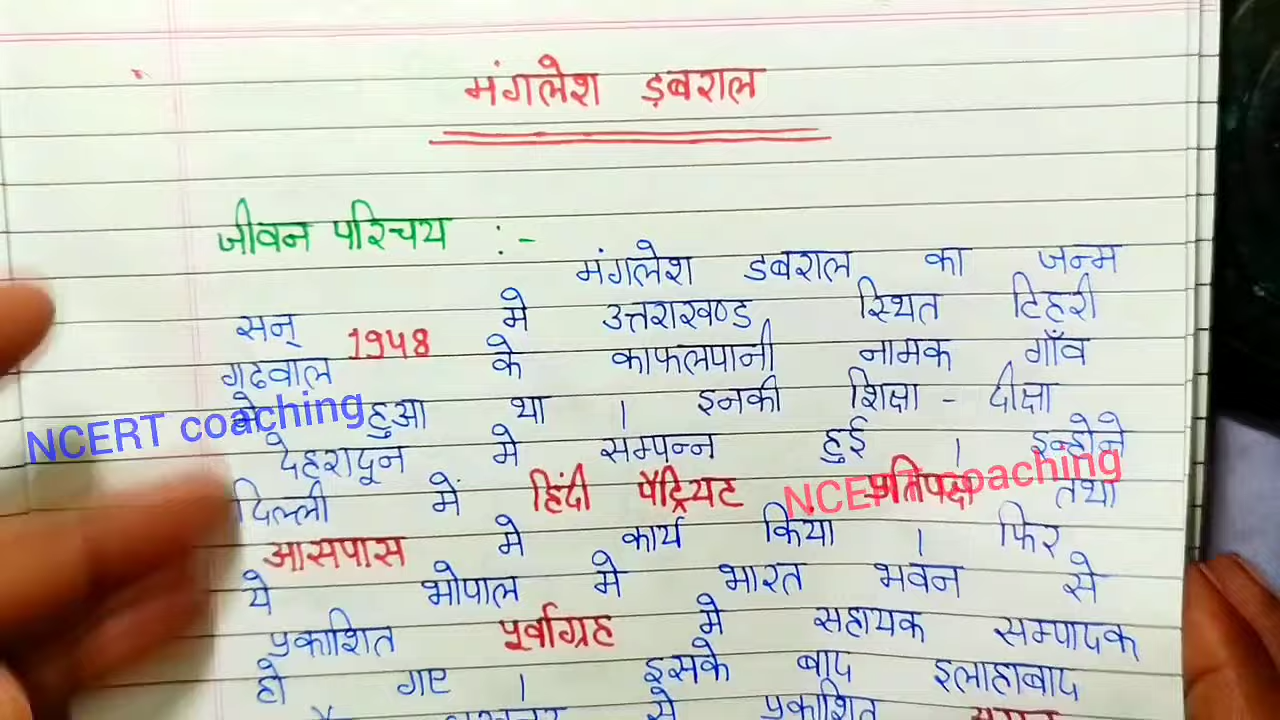 मंगलेश ड़बराल
जीवन परिचय :-
मंगलेश डबराल का जन्म
सन् 1948 मे उत्तराखण्ड स्थित टिहरी
गढवाल के काफलपानी नामक गाँव
मे हुआ था । इनकी शिक्षा - दीक्षा
NCERT coaching
देहरादून मे सम्पन्न हुई । इन्होने
दिल्ली में हिंदी पैट्रियट , प्रतिपक्ष तथा
NCERT coaching
आसपास मे कार्य किया । फिर
ये भोपाल मे भारत भवन से
प्रकाशित पूर्वाग्रह मे सहायक सम्पादक
हो गए । इसके बाद इलाहाबाद
से प्रकाशित